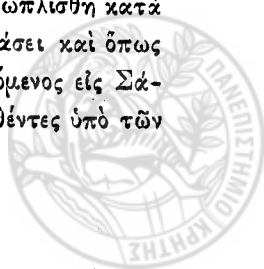 ωπλίσθη κατὰ
άσει καὶ ὅπως
όμενος εἰς Σά-
θέντες ὑπὸ τῶν
ΠΑΝΕΠΙΣΤΗΜΙΟ ΚΡΗΤΗΣ